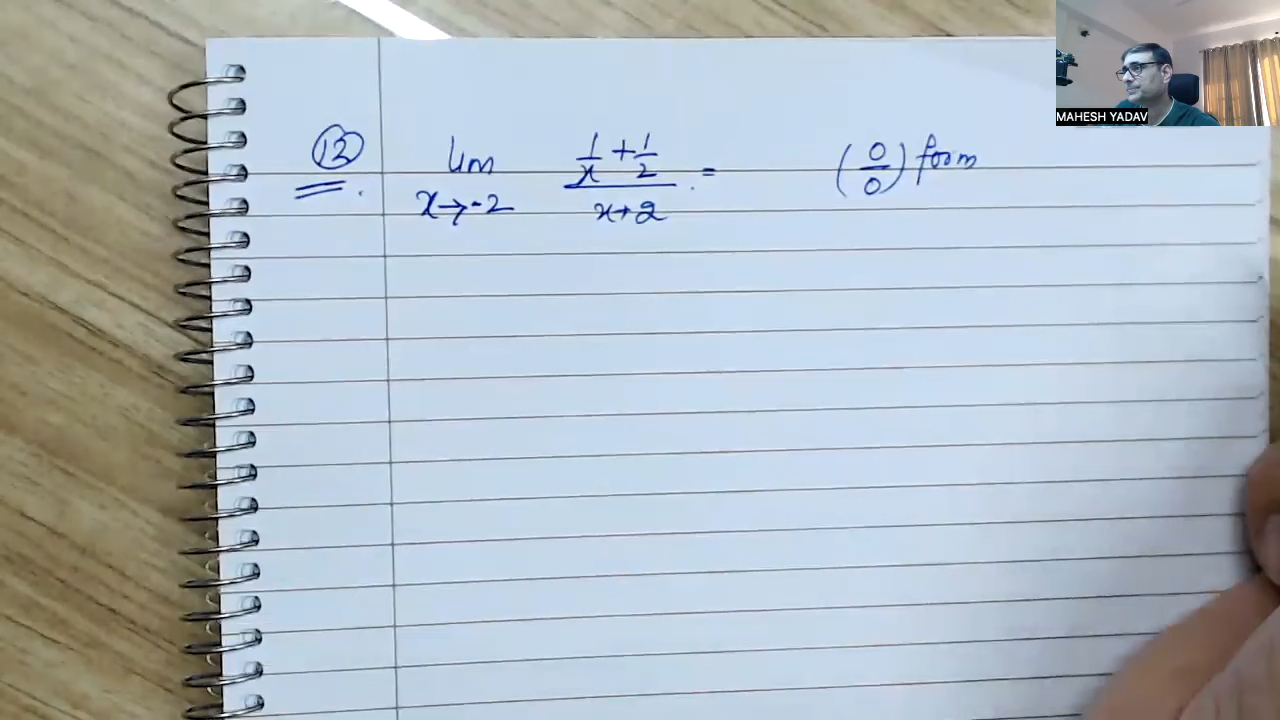 MAHESH YADAV
(12) lim x→-2 (1/x + 1/2)/(x+2) = (0/0) form